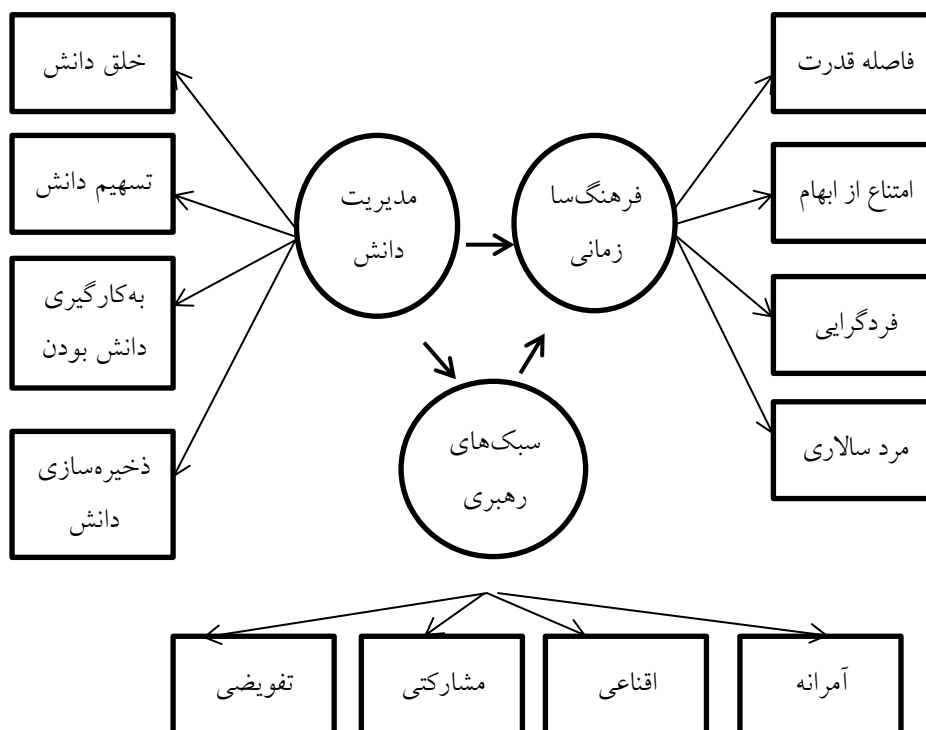 فاصله قدرت
خلق دانش
امتناع از ابهام
تسهیم دانش
فرهنگ‌سا
زمانی
مدیریت
دانش
فردگرایی
به‌کارگیری
دانش بودن
مرد سالاری
سبک‌های
رهبری
ذخیره‌سازی
دانش
آمرانه
اقناعی
مشارکتی
تفویضی